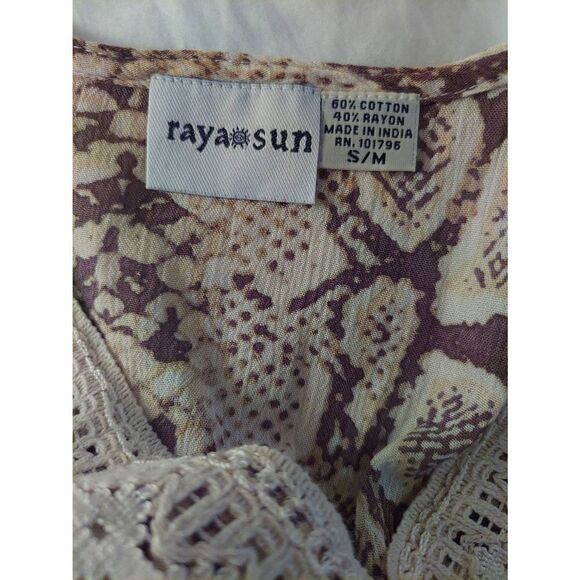 raya sun
60% COTTON
40% RAYON
MADE IN INDIA
RN. 101796
S/M